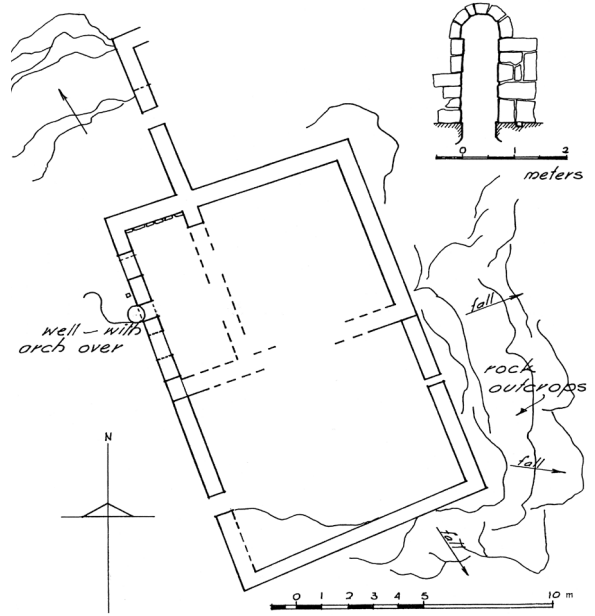 0 1 2
meters
fall
well – with
arch over
rock
outcrops
fall
N
fall
0 1 2 3 4 5 10 m